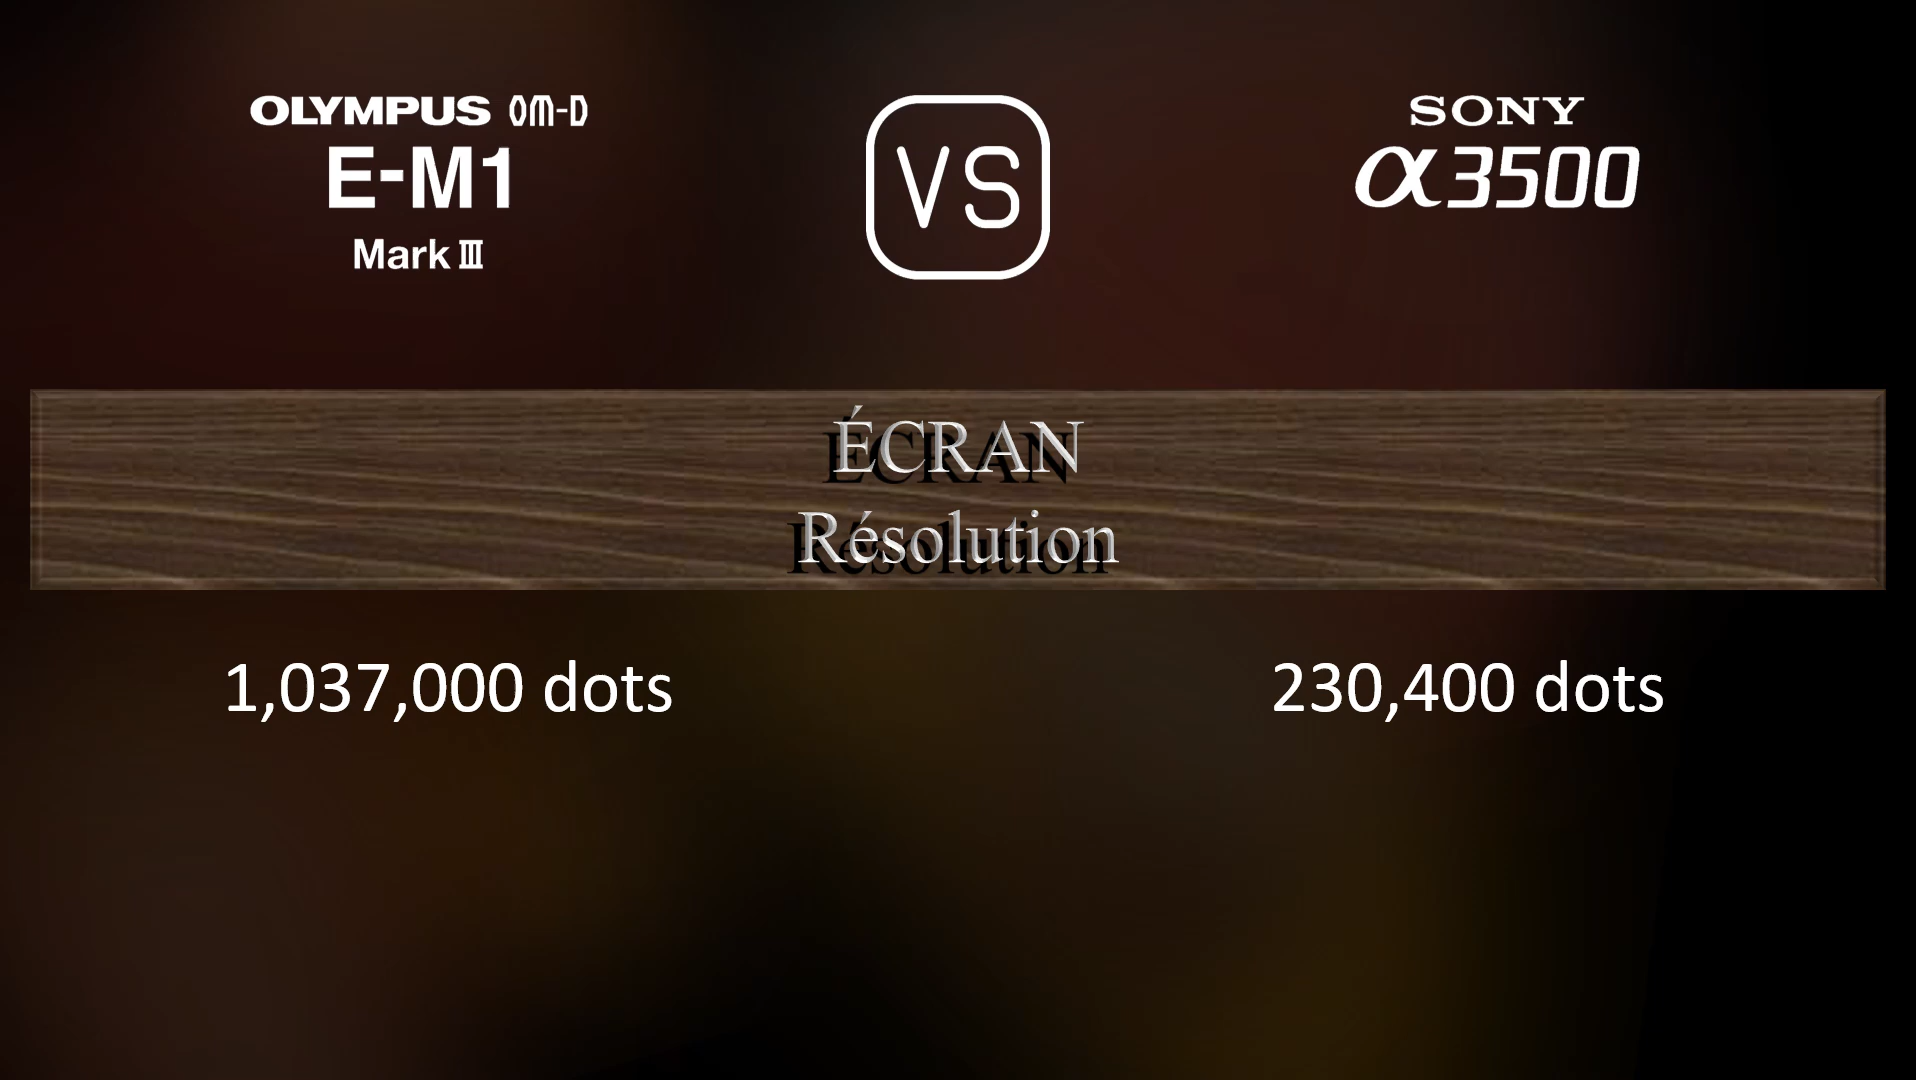 OLYMPUS OM-D
E-M1
Mark III
VS
SONY
α3500
ÉCRAN
Résolution
1,037,000 dots
230,400 dots